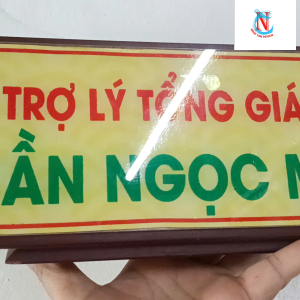 TRỢ LÝ TỔNG GIÁ
ẦN NGỌC